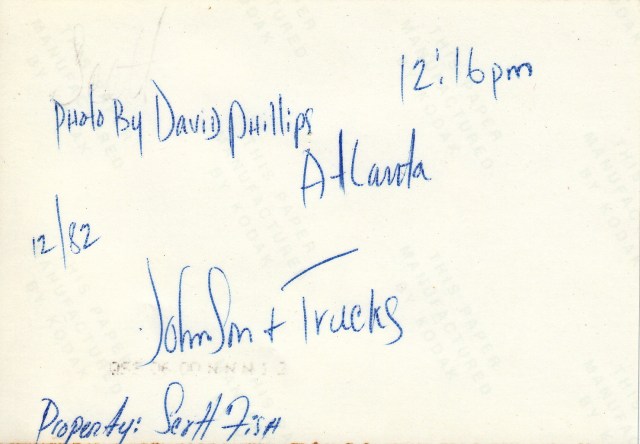 12:16pm
Photo By David Phillips
Atlanta
12/82
Johnson + Trucks
Property: Scott Fish